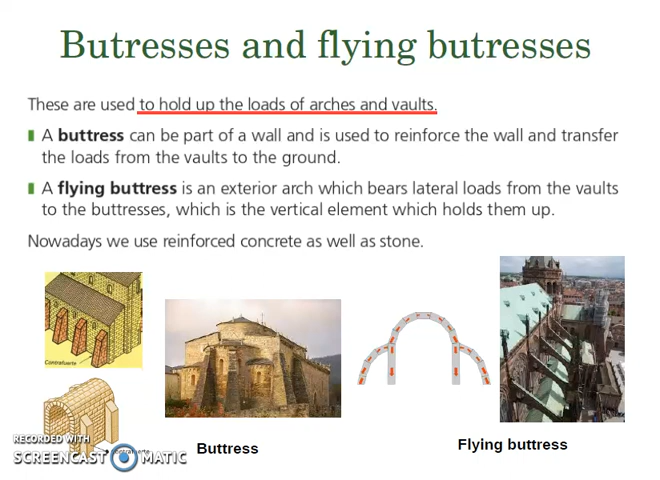 Butresses and flying butresses
These are used to hold up the loads of arches and vaults.
A buttress can be part of a wall and is used to reinforce the wall and transfer
the loads from the vaults to the ground.
A flying buttress is an exterior arch which bears lateral loads from the vaults
to the buttresses, which is the vertical element which holds them up.
Nowadays we use reinforced concrete as well as stone.
Contrafuerte
RECORDED WITH
SCREENCAST MATIC
Buttress
Flying buttress